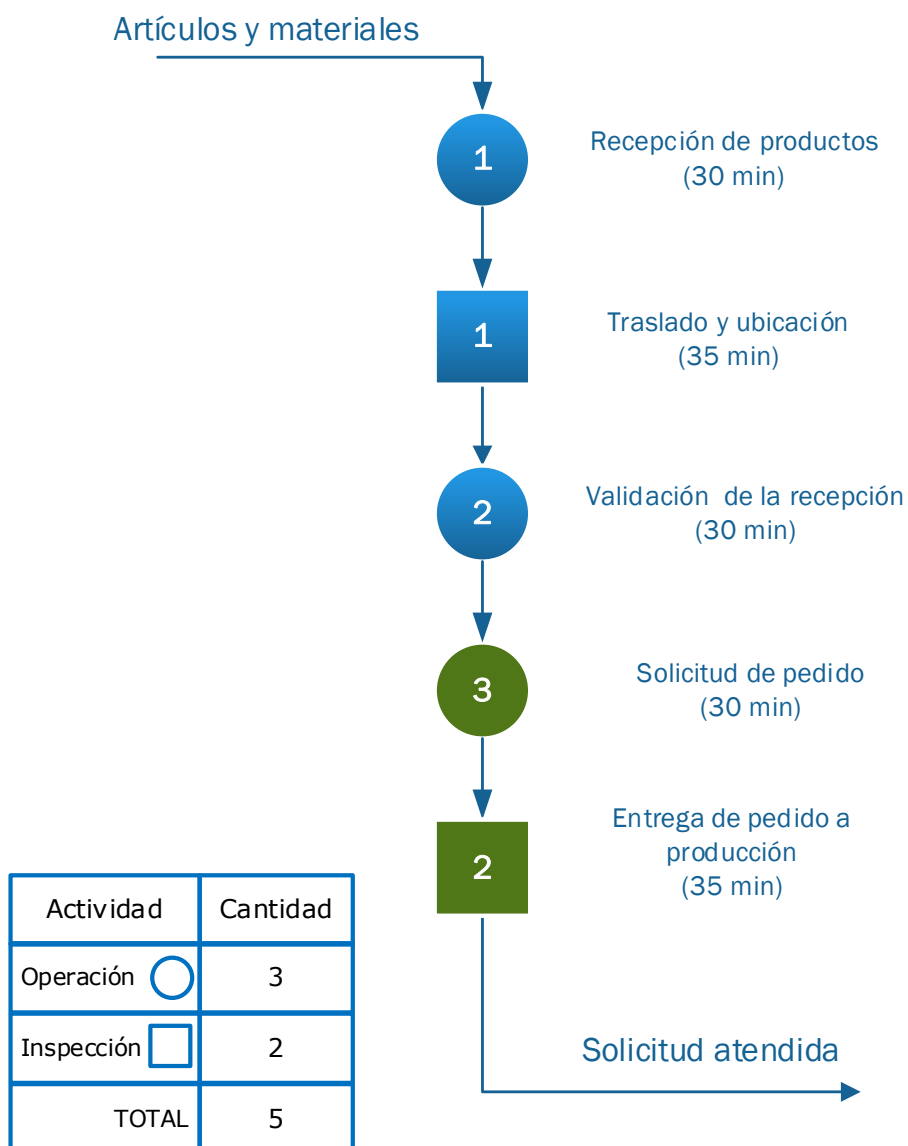 Artículos y materiales
1
Recepción de productos
(30 min)
1
Traslado y ubicación
(35 min)
2
Validación de la recepción
(30 min)
3
Solicitud de pedido
(30 min)
2
Entrega de pedido a
producción
(35 min)
Actividad Cantidad
Operación 3
Inspección 2
TOTAL 5
Solicitud atendida